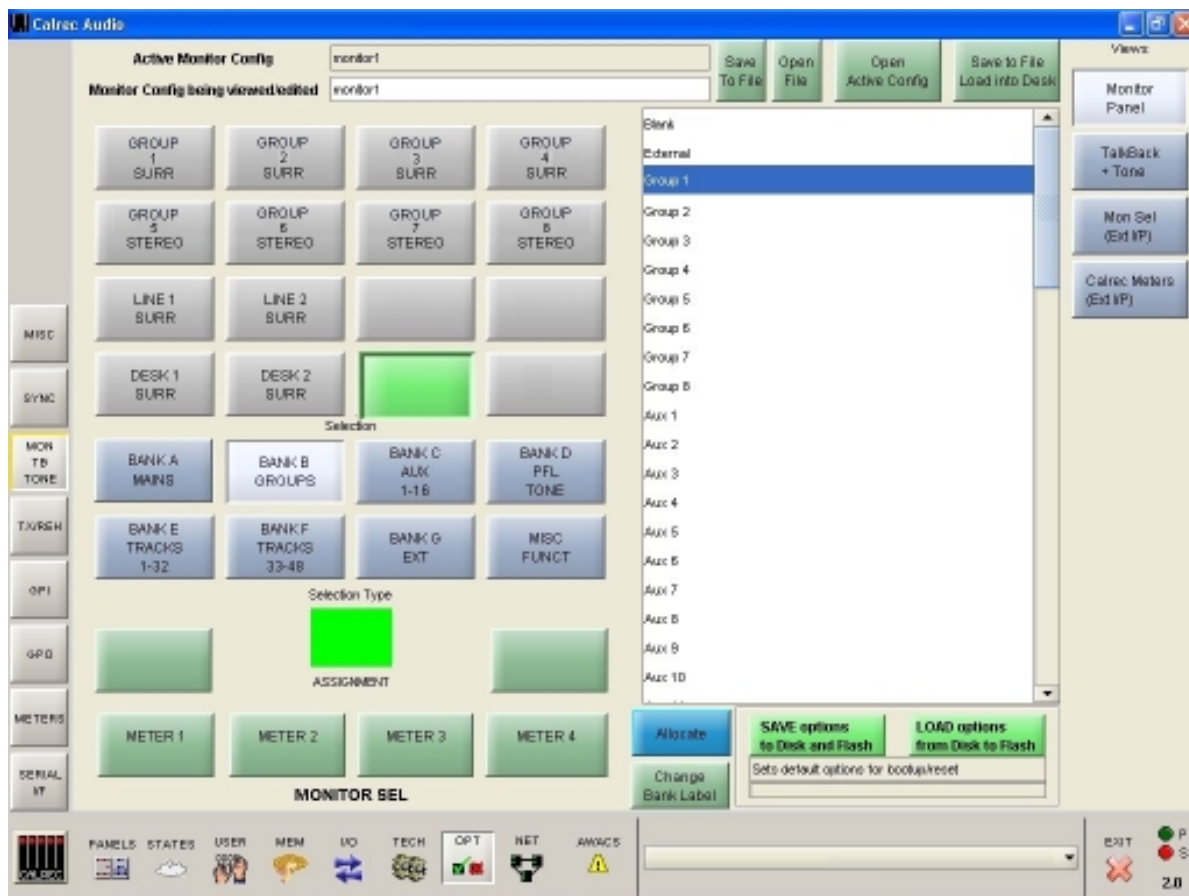 Calrec Audio
Active Monitor Config
monitor1
Save
To File
Open
File
Open
Active Config
Save to File
Load into Desk
Views:
Monitor Config being viewed/edited
monitor1
Monitor
Panel
TalkBack
+ Tone
Mon Sel
(Ext I/P)
Calrec Meters
(Ext I/P)
GROUP
1
SURR
GROUP
2
SURR
GROUP
3
SURR
GROUP
4
SURR
GROUP
5
STEREO
GROUP
6
STEREO
GROUP
7
STEREO
GROUP
8
STEREO
LINE 1
SURR
LINE 2
SURR
DESK 1
SURR
DESK 2
SURR
Selection
BANK A
MAINS
BANK B
GROUPS
BANK C
AUX
1-16
BANK D
PFL
TONE
BANK E
TRACKS
1-32
BANK F
TRACKS
33-48
BANK G
EXT
MISC
FUNCT
Selection Type
ASSIGNMENT
METER 1
METER 2
METER 3
METER 4
MONITOR SEL
Blank
External
Group 1
Group 2
Group 3
Group 4
Group 5
Group 6
Group 7
Group 8
Aux 1
Aux 2
Aux 3
Aux 4
Aux 5
Aux 6
Aux 7
Aux 8
Aux 9
Aux 10
Allocate
Change
Bank Label
SAVE options
to Disk and Flash
LOAD options
from Disk to Flash
Sets default options for bootup/reset
MISC
SYNC
MON
TB
TONE
TX/REH
GPI
GPO
METERS
SERIAL
I/F
CALREC
PANELS
STATES
USER
MEM
I/O
TECH
OPT
NET
AWACS
EXIT
P
S
2.0